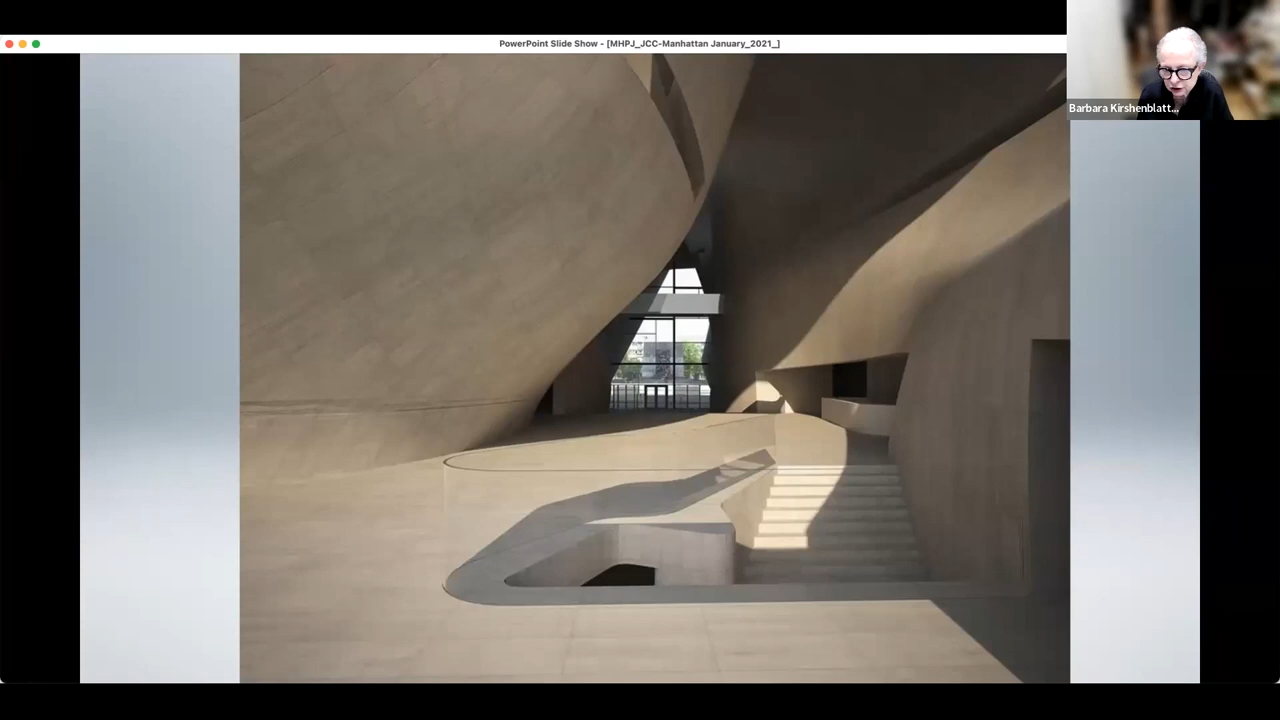 PowerPoint Slide Show - [MHPJ_JCC-Manhattan January_2021_]
Barbara Kirshenblatt...